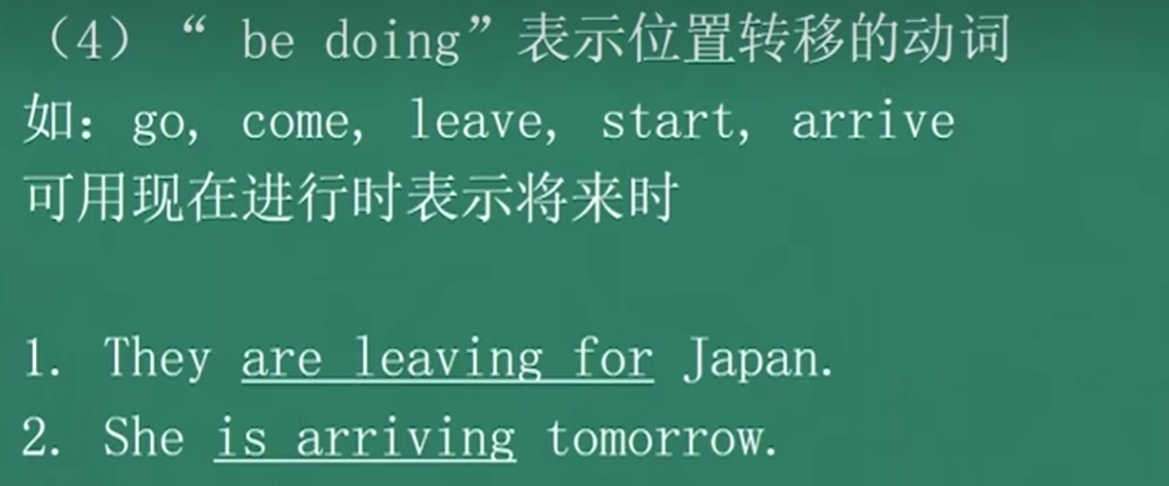 （4）“ be doing”表示位置转移的动词
如：go, come, leave, start, arrive
可用现在进行时表示将来时
1. They are leaving for Japan.
2. She is arriving tomorrow.